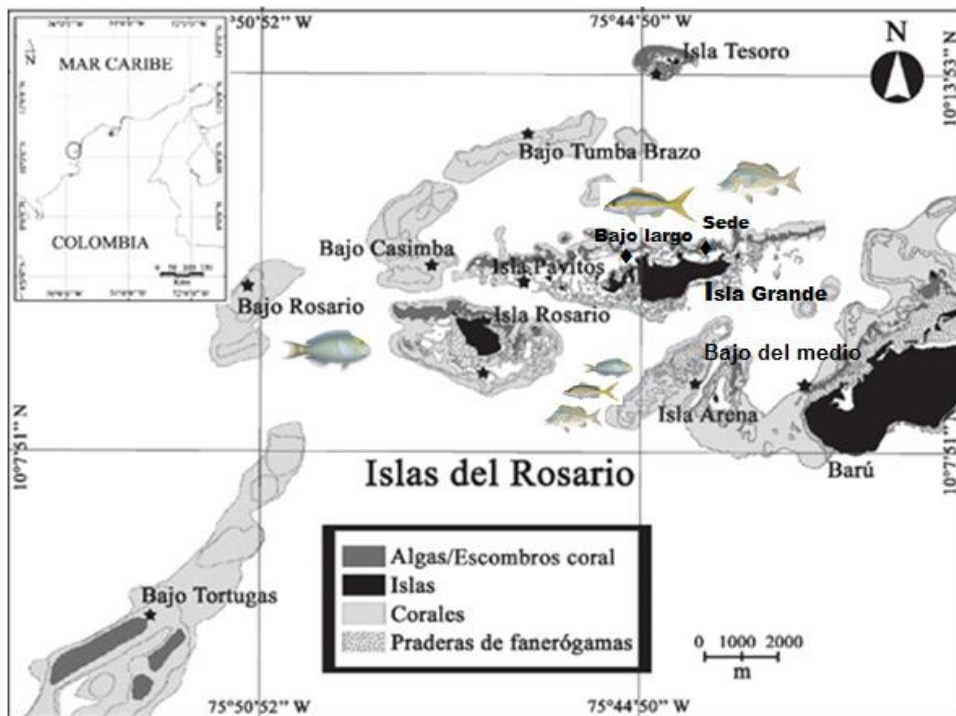 °50'52'' W
75°44'50'' W
MAR CARIBE
COLOMBIA
Km
Isla Tesoro
N
10°13'53'' N
Bajo Tumba Brazo
Bajo largo
Sede
Bajo Casimba
Isla Pavitos
Bajo Rosario
Isla Grande
Isla Rosario
Bajo del medio
Isla Arena
Barú
10°7'51'' N
10°7'51'' N
Islas del Rosario
Algas/Escombros coral
Islas
Corales
Praderas de fanerógamas
Bajo Tortugas
0 1000 2000
m
75°50'52'' W
75°44'50'' W